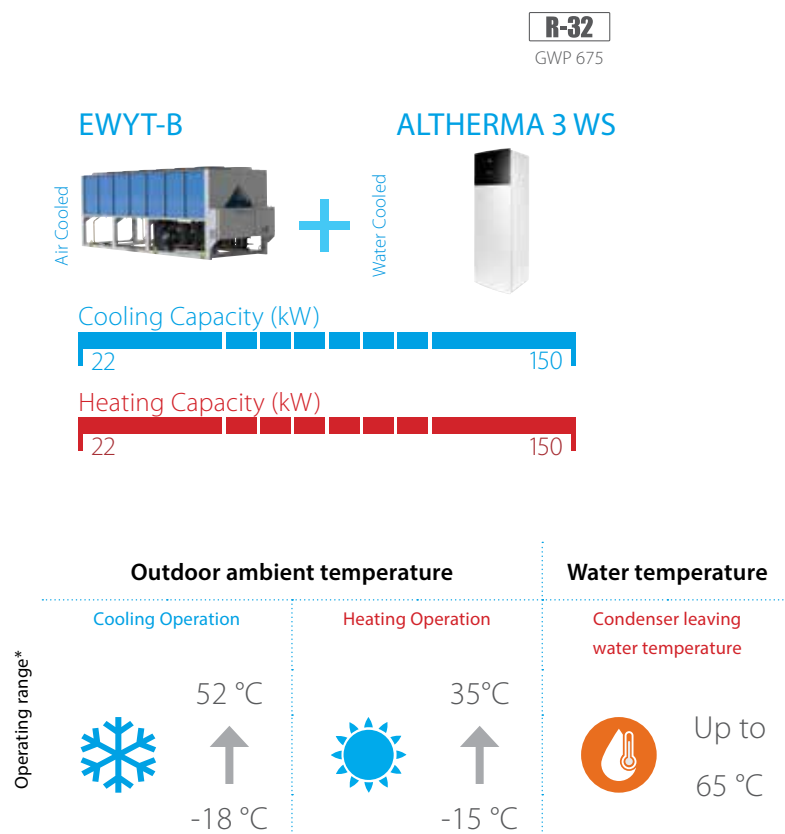 R-32
GWP 675
EWYT-B
ALTHERMA 3 WS
Air Cooled
Water Cooled
Cooling Capacity (kW)
22
150
Heating Capacity (kW)
22
150
Outdoor ambient temperature
Water temperature
Cooling Operation
Heating Operation
Condenser leaving
water temperature
Operating range*
52 °C
-18 °C
35°C
-15 °C
Up to
65 °C